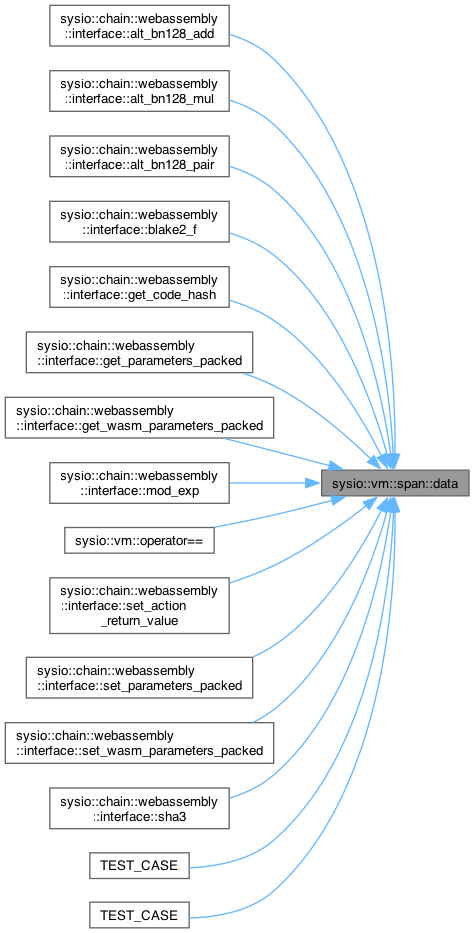 sysio::chain::webassembly
::interface::alt_bn128_add
sysio::chain::webassembly
::interface::alt_bn128_mul
sysio::chain::webassembly
::interface::alt_bn128_pair
sysio::chain::webassembly
::interface::blake2_f
sysio::chain::webassembly
::interface::get_code_hash
sysio::chain::webassembly
::interface::get_parameters_packed
sysio::chain::webassembly
::interface::get_wasm_parameters_packed
sysio::chain::webassembly
::interface::mod_exp
sysio::vm::span::data
sysio::vm::operator==
sysio::chain::webassembly
::interface::set_action
_return_value
sysio::chain::webassembly
::interface::set_parameters_packed
sysio::chain::webassembly
::interface::set_wasm_parameters_packed
sysio::chain::webassembly
::interface::sha3
TEST_CASE
TEST_CASE